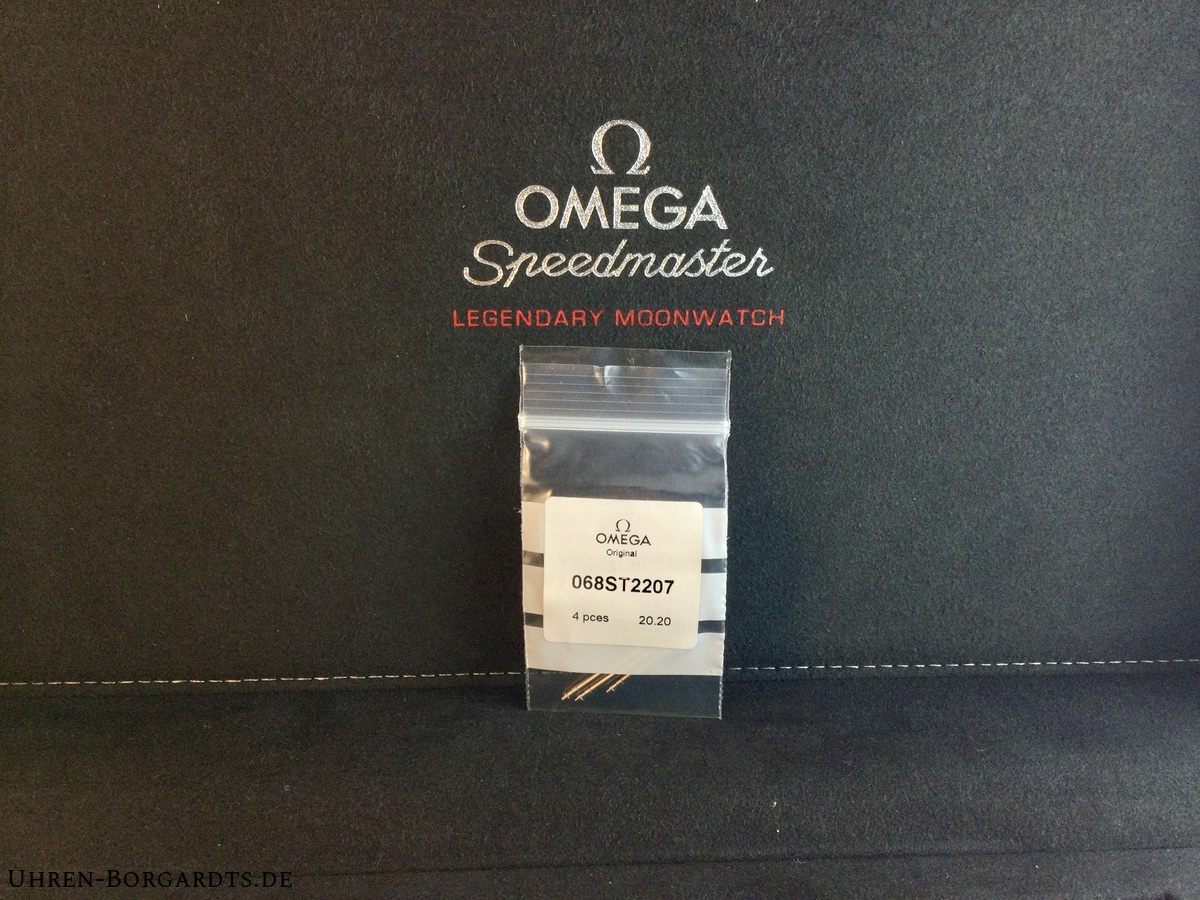 Ω
OMEGA
Speedmaster
LEGENDARY MOONWATCH
Ω
OMEGA
Original
068ST2207
4 pces 20.20
UHREN-BORGARDTS.DE